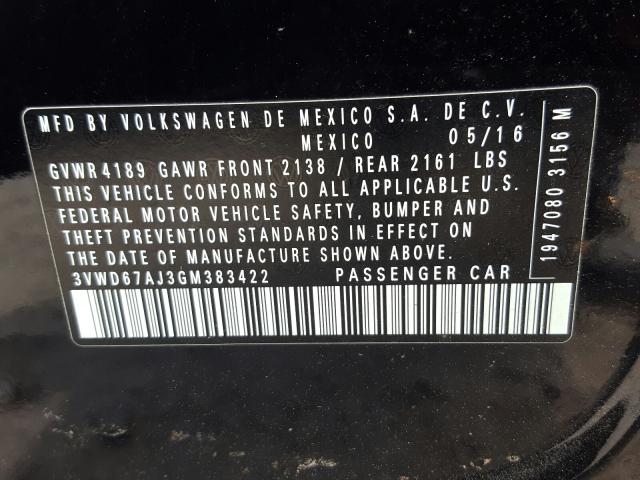 MFD BY VOLKSWAGEN DE MEXICO S.A. DE C.V.
MEXICO 05/16
GVWR 4189 GAWR FRONT 2138 / REAR 2161 LBS
THIS VEHICLE CONFORMS TO ALL APPLICABLE U.S.
FEDERAL MOTOR VEHICLE SAFETY, BUMPER AND
THEFT PREVENTION STANDARDS IN EFFECT ON
THE DATE OF MANUFACTURE SHOWN ABOVE.
3VWD67AJ3GM383422 PASSENGER CAR
1947080 3156 M